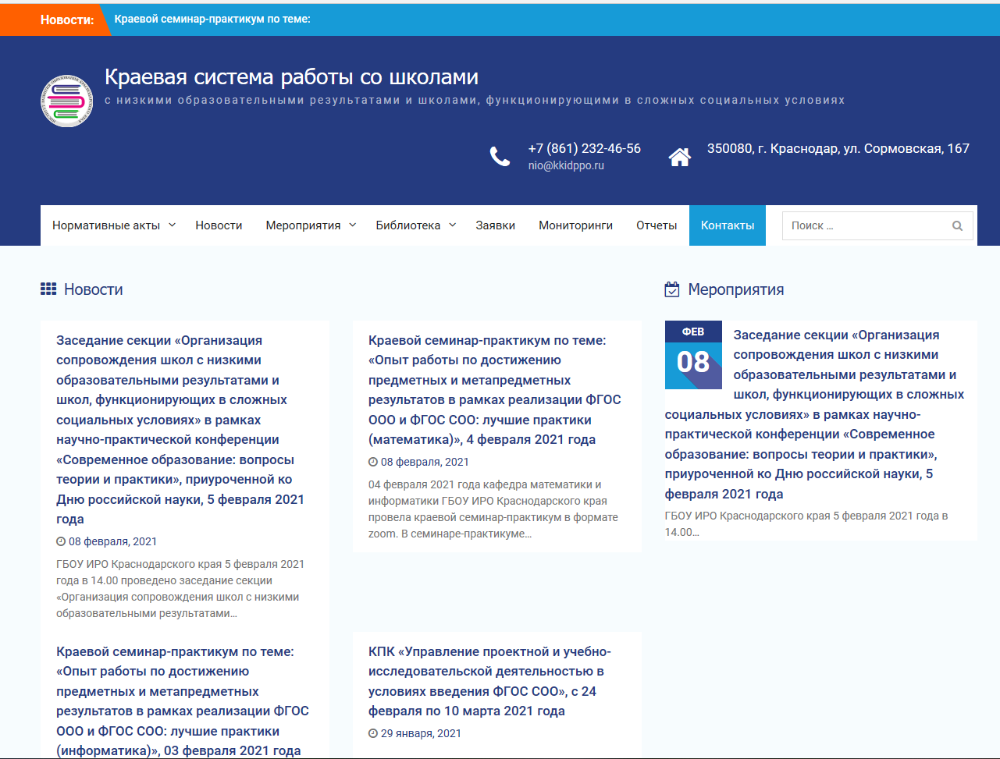 Новости:
Краевой семинар-практикум по теме:
Краевая система работы со школами
с низкими образовательными результатами и школами, функционирующими в сложных социальных условиях
+7 (861) 232-46-56
nio@kkidppo.ru
350080, г. Краснодар, ул. Сормовская, 167
Нормативные акты
Новости
Мероприятия
Библиотека
Заявки
Мониторинги
Отчеты
Контакты
Поиск …
Новости
Заседание секции «Организация
сопровождения школ с низкими
образовательными результатами и
школ, функционирующих в сложных
социальных условиях» в рамках
научно-практической конференции
«Современное образование: вопросы
теории и практики», приуроченной ко
Дню российской науки, 5 февраля 2021
года
08 февраля, 2021
ГБОУ ИРО Краснодарского края 5 февраля 2021
года в 14.00 проведено заседание секции
«Организация сопровождения школ с низкими
образовательными результатами…
Краевой семинар-практикум по теме:
«Опыт работы по достижению
предметных и метапредметных
результатов в рамках реализации ФГОС
ООО и ФГОС СОО: лучшие практики
(математика)», 4 февраля 2021 года
08 февраля, 2021
04 февраля 2021 года кафедра математики и
информатики ГБОУ ИРО Краснодарского края
провела краевой семинар-практикум в формате
zoom. В семинаре-практикуме…
Краевой семинар-практикум по теме:
«Опыт работы по достижению
предметных и метапредметных
результатов в рамках реализации ФГОС
ООО и ФГОС СОО: лучшие практики
(информатика)», 03 февраля 2021 года
КПК «Управление проектной и учебно-
исследовательской деятельностью в
условиях введения ФГОС СОО», с 24
февраля по 10 марта 2021 года
29 января, 2021
Мероприятия
ФЕВ
08
Заседание секции «Организация
сопровождения школ с низкими
образовательными результатами и
школ, функционирующих в сложных
социальных условиях» в рамках научно-
практической конференции «Современное
образование: вопросы теории и практики»,
приуроченной ко Дню российской науки, 5
февраля 2021 года
ГБОУ ИРО Краснодарского края 5 февраля 2021 года в
14.00…